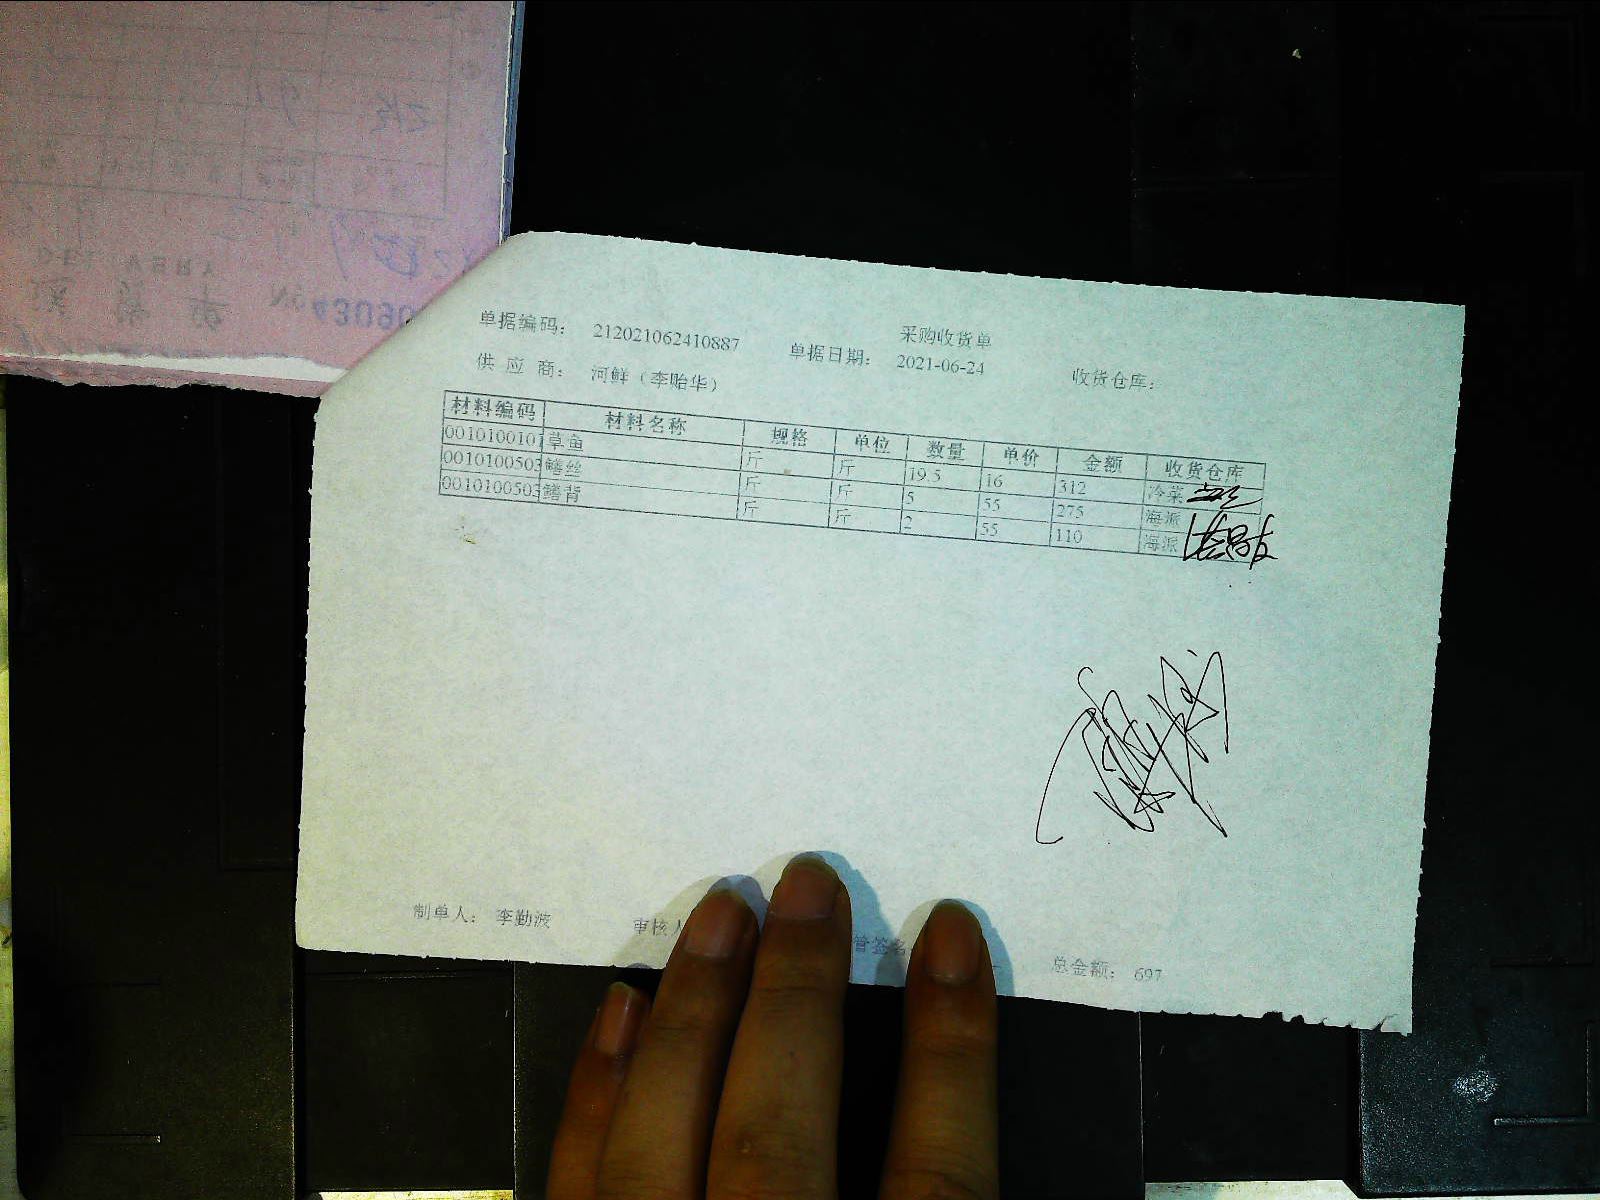 采购收货单
单据编码： 212021062410887 单据日期： 2021-06-24 收货仓库：
供 应 商： 河鲜（李贻华）
材料编码 材料名称 规格 单位 数量 单价 金额 收货仓库
0010100101 草鱼 斤 斤 19.5 16 312 冷菜
0010100503 鳝丝 斤 斤 5 55 275 海派
0010100503 鳝背 斤 斤 2 55 110 海派
制单人： 李勤波 审核人 管签名 总金额： 697